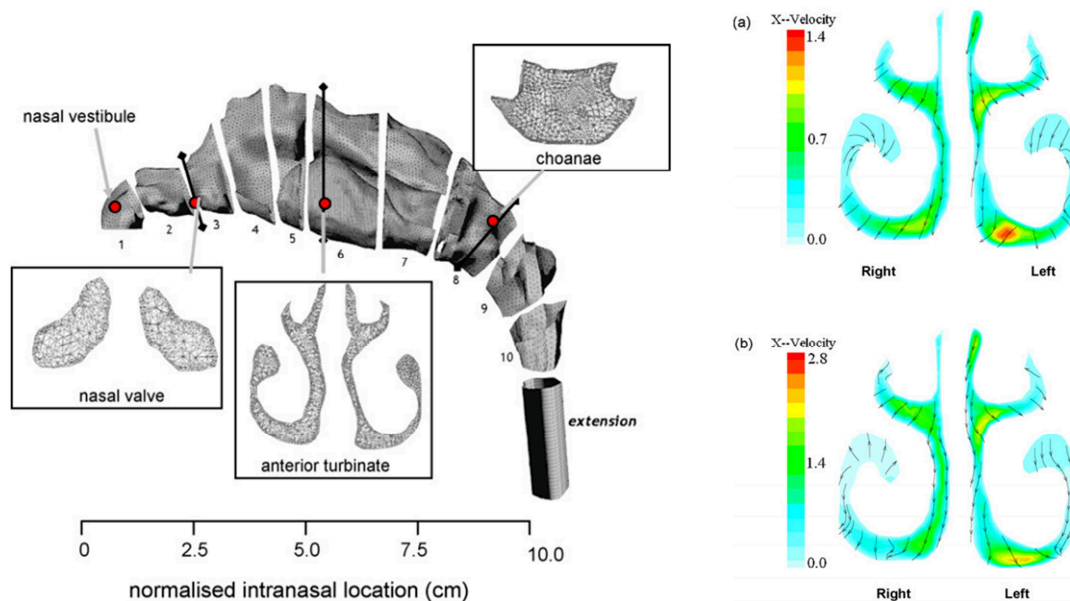 nasal vestibule
choanae
1
2
3
4
5
6
7
8
9
10
nasal valve
anterior turbinate
extension
0
2.5
5.0
7.5
10.0
normalised intranasal location (cm)
(a)
X--Velocity
1.4
0.7
0.0
Right
Left
(b)
X--Velocity
2.8
1.4
0.0
Right
Left